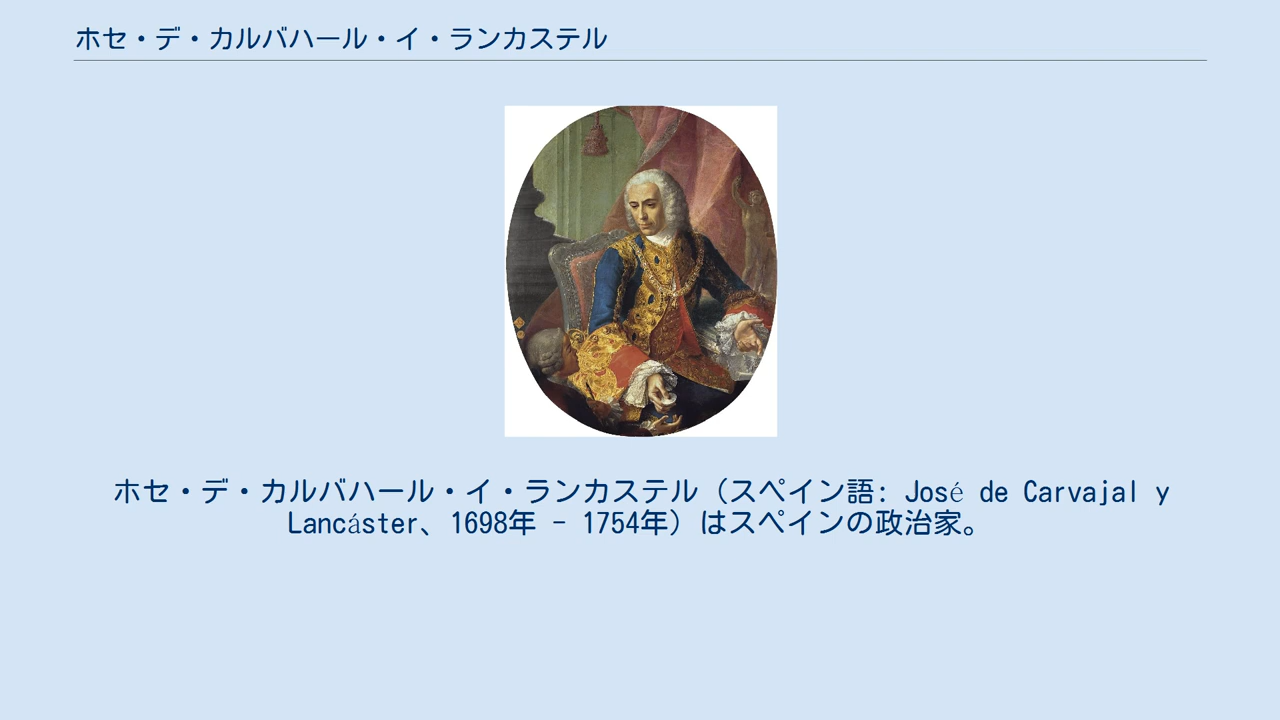 ホセ・デ・カルバハール・イ・ランカステル
ホセ・デ・カルバハール・イ・ランカステル（スペイン語: José de Carvajal y
Lancáster、1698年 - 1754年）はスペインの政治家。